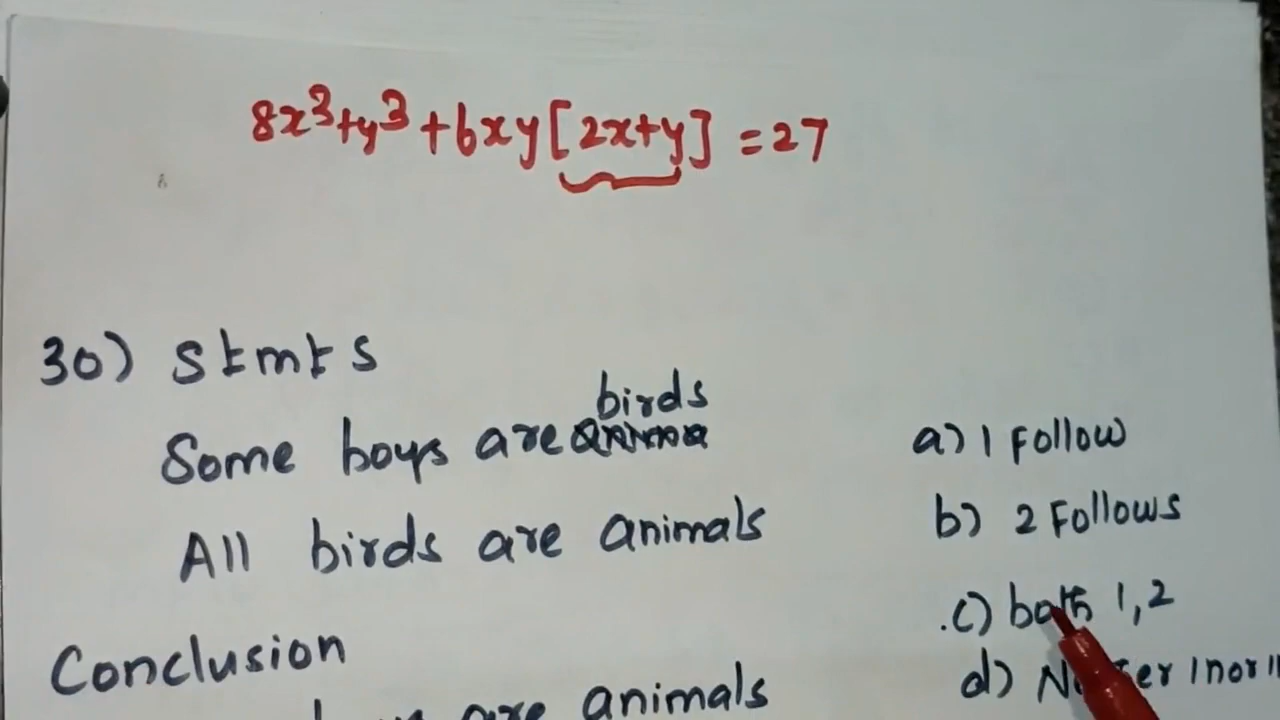 8x³+y³+6xy[2x+y] = 27
30) Stmts
birds
Some boys are
All birds are animals
Conclusion
are animals
a) 1 Follow
b) 2 Follows
c) both 1,2
d)